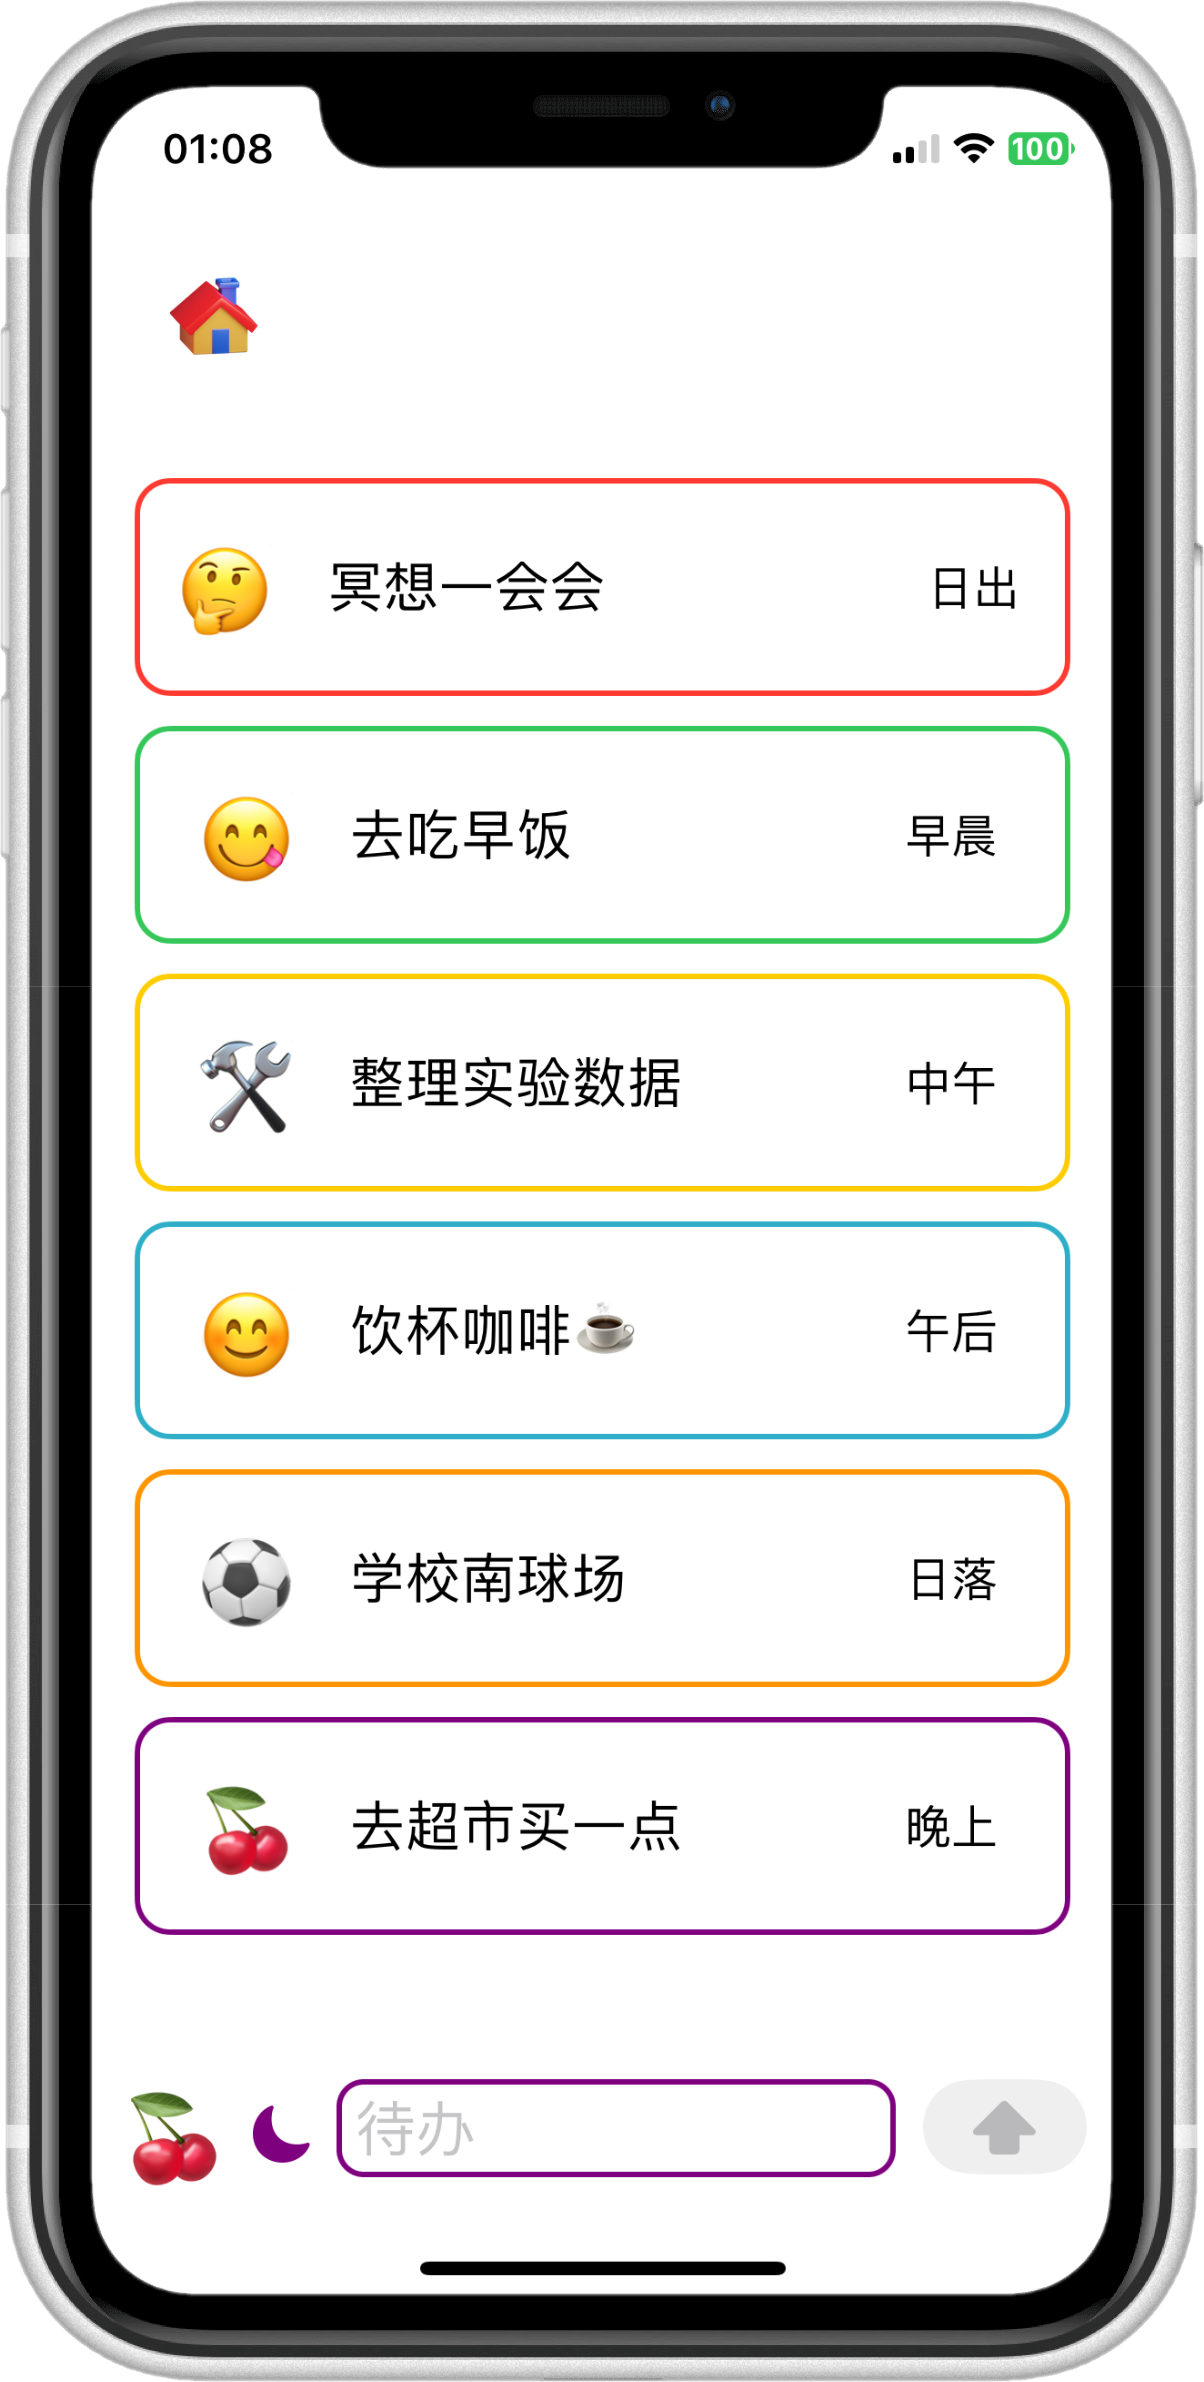 01:08 100
冥想一会会 日出
去吃早饭 早晨
整理实验数据 中午
饮杯咖啡☕ 午后
学校南球场 日落
去超市买一点 晚上
待办